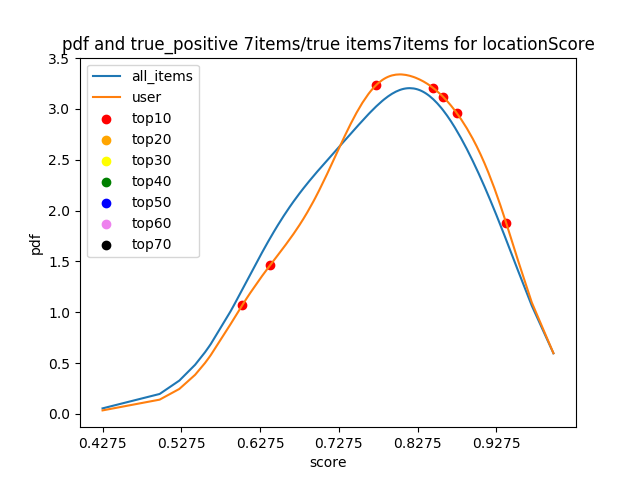 pdf and true_positive 7items/true items7items for locationScore
3.5
3.0
2.5
2.0
1.5
1.0
0.5
0.0
pdf
all_items
user
top10
top20
top30
top40
top50
top60
top70
0.4275 0.5275 0.6275 0.7275 0.8275 0.9275
score